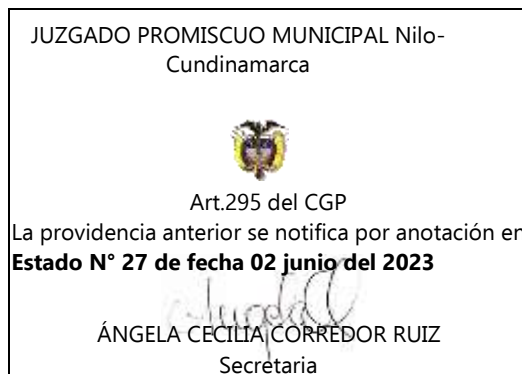 JUZGADO PROMISCUO MUNICIPAL Nilo-
Cundinamarca
Art.295 del CGP
La providencia anterior se notifica por anotación en
Estado N° 27 de fecha 02 junio del 2023
ÁNGELA CECILIA CORREDOR RUIZ
Secretaria